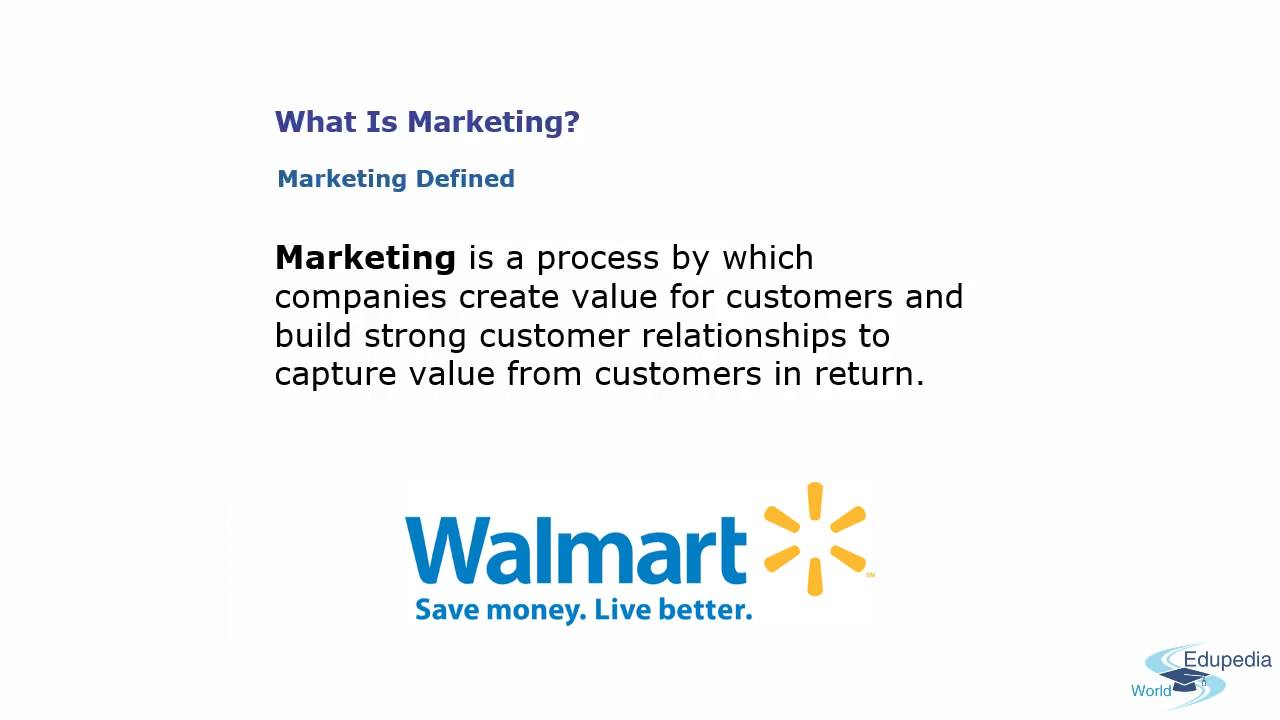 What Is Marketing?
Marketing Defined
Marketing is a process by which
companies create value for customers and
build strong customer relationships to
capture value from customers in return.
Walmart
SM
Save money. Live better.
Edupedia
World